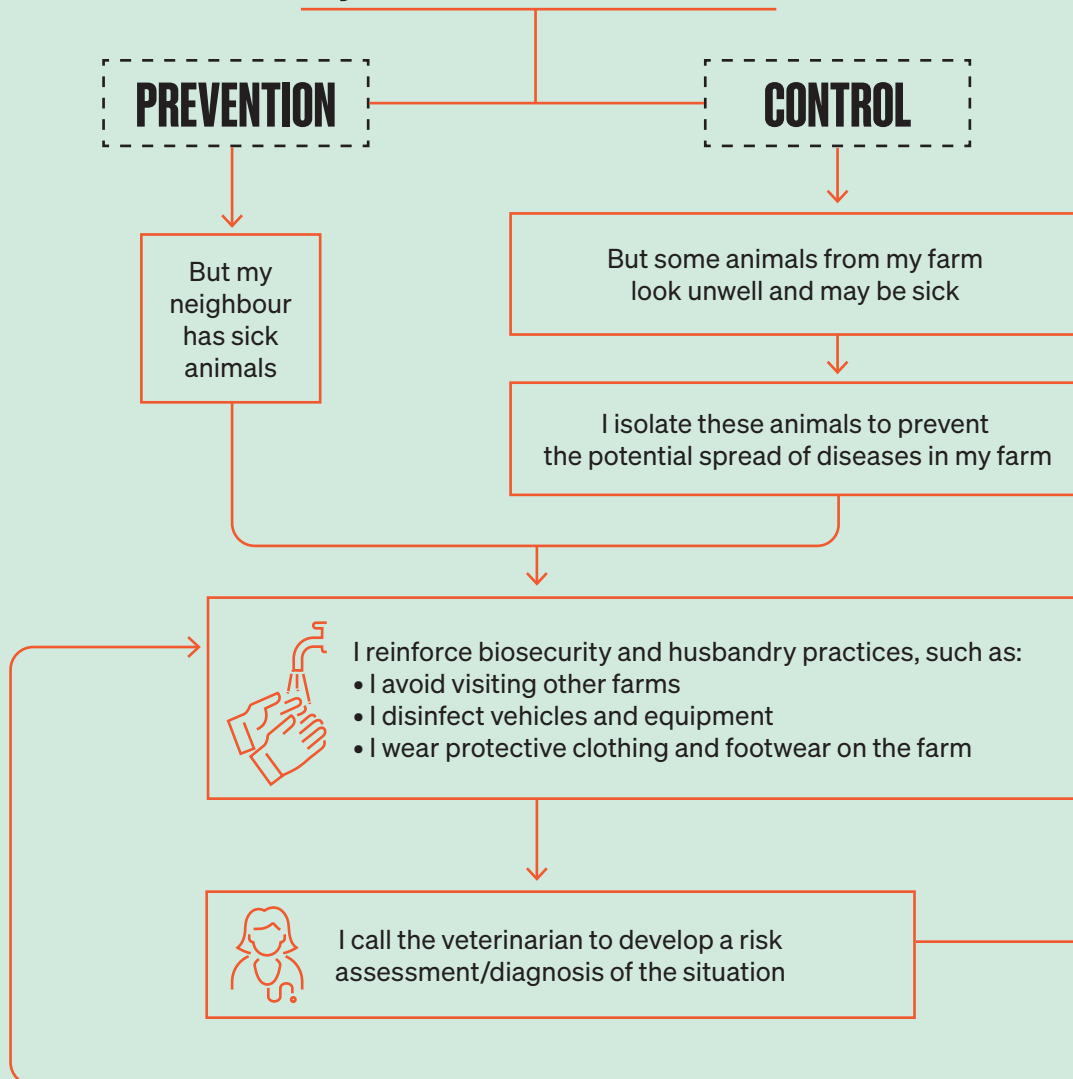 PREVENTION
CONTROL
But my
neighbour
has sick
animals
But some animals from my farm
look unwell and may be sick
I isolate these animals to prevent
the potential spread of diseases in my farm
I reinforce biosecurity and husbandry practices, such as:
• I avoid visiting other farms
• I disinfect vehicles and equipment
• I wear protective clothing and footwear on the farm
I call the veterinarian to develop a risk
assessment/diagnosis of the situation